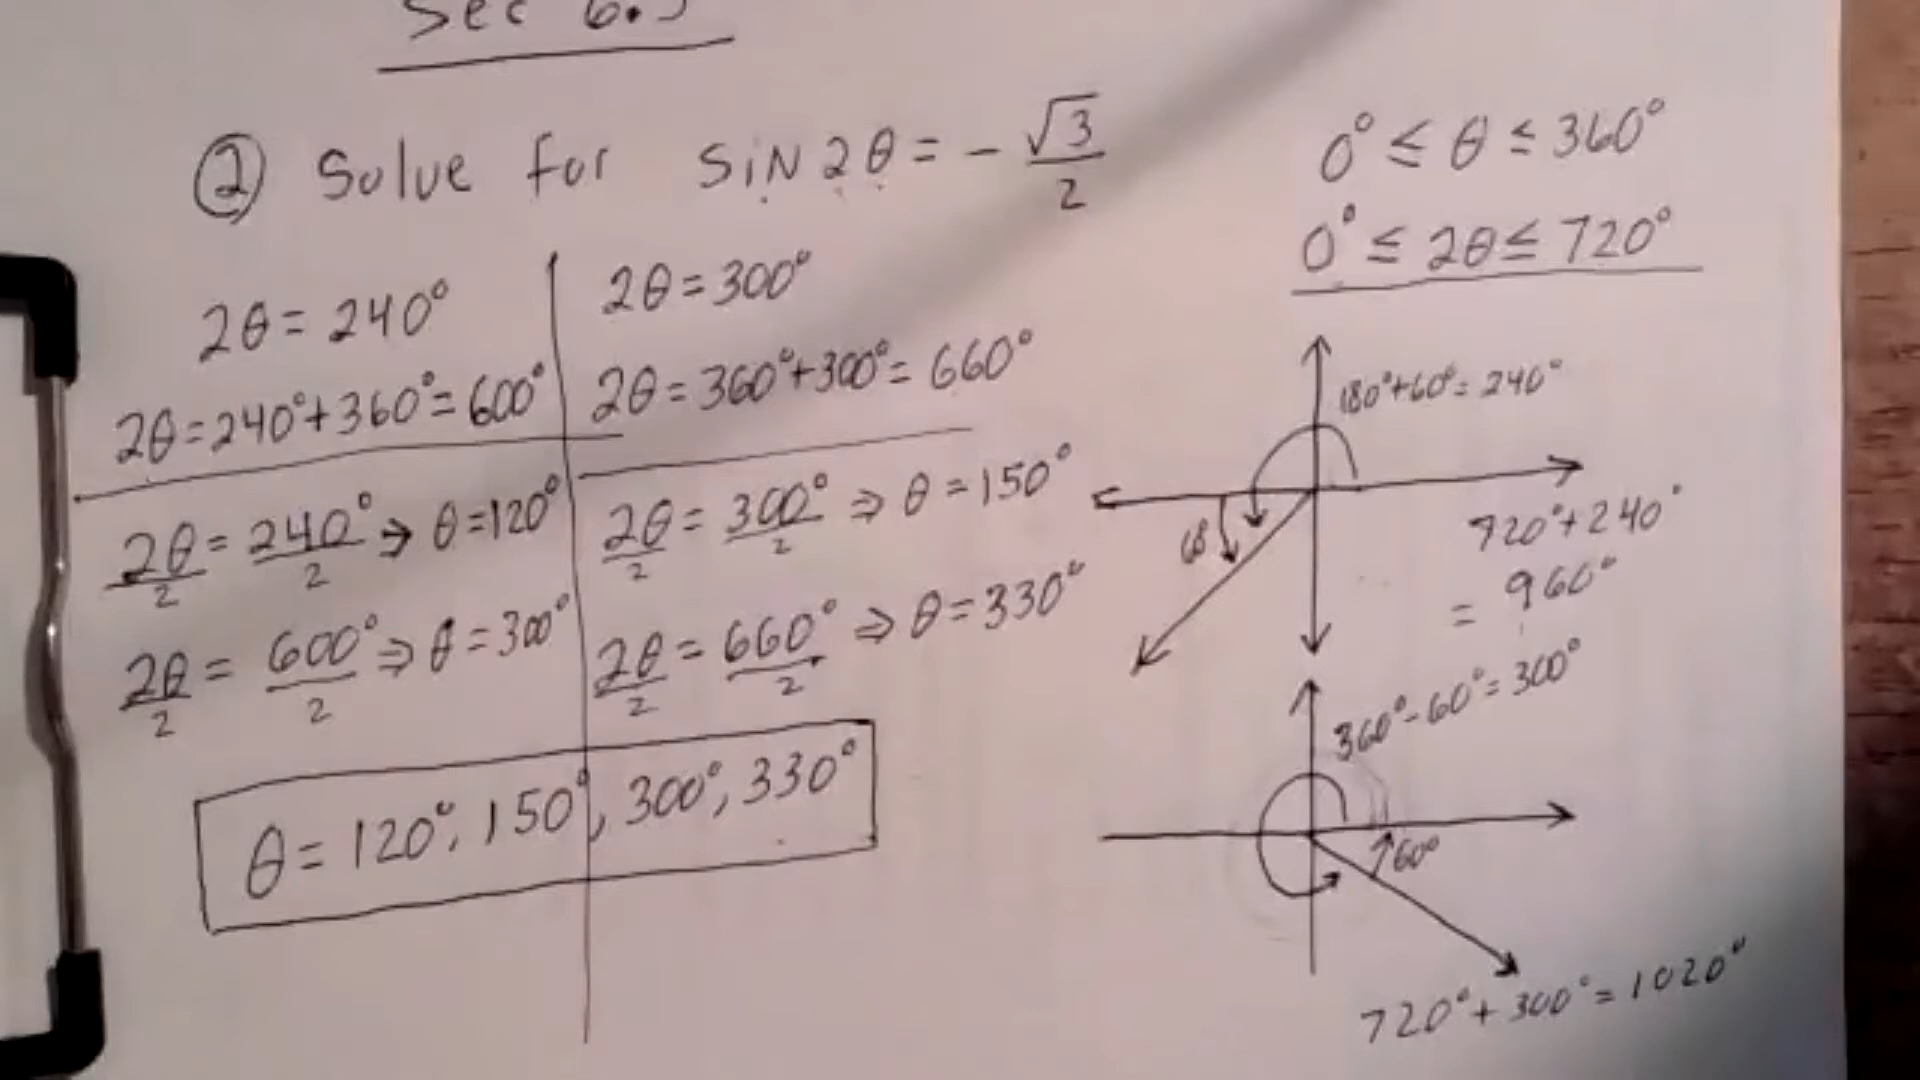 Sec 6.
② Solve for SiN 2θ = - √3/2
0° ≤ θ ≤ 360°
0° ≤ 2θ ≤ 720°
2θ = 240°
2θ = 240° + 360° = 600°
2θ/2 = 240°/2 ⇒ θ = 120°
2θ/2 = 600°/2 ⇒ θ = 300°
2θ = 300°
2θ = 360° + 300° = 660°
2θ/2 = 300°/2 ⇒ θ = 150°
2θ/2 = 660°/2 ⇒ θ = 330°
θ = 120°, 150°, 300°, 330°
180° + 60° = 240°
720° + 240°
= 960°
360° - 60° = 300°
60°
720° + 300° = 1020°